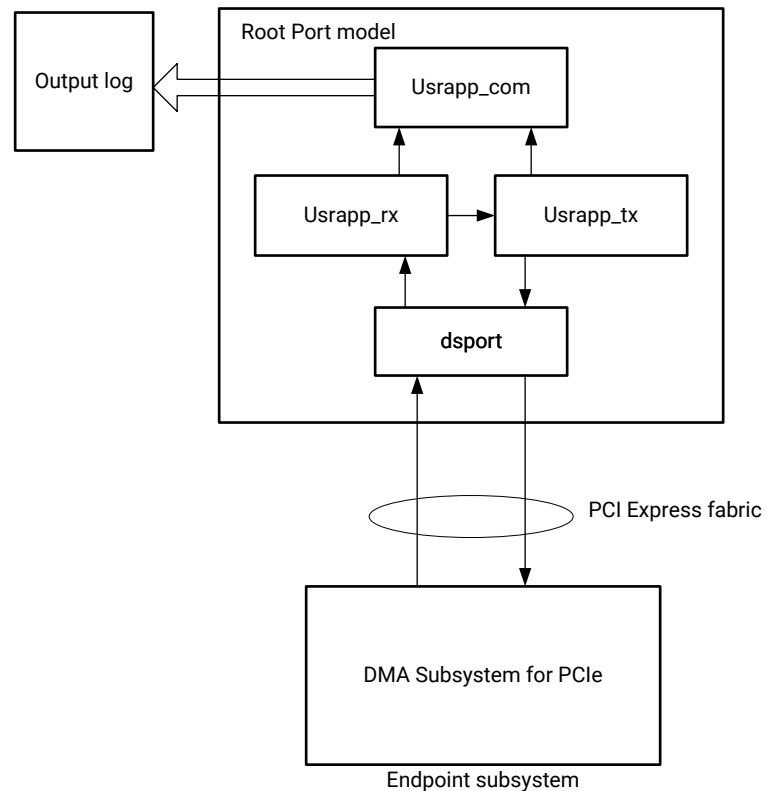 Root Port model
Output log
Usrapp_com
Usrapp_rx
Usrapp_tx
dsport
PCI Express fabric
DMA Subsystem for PCIe
Endpoint subsystem